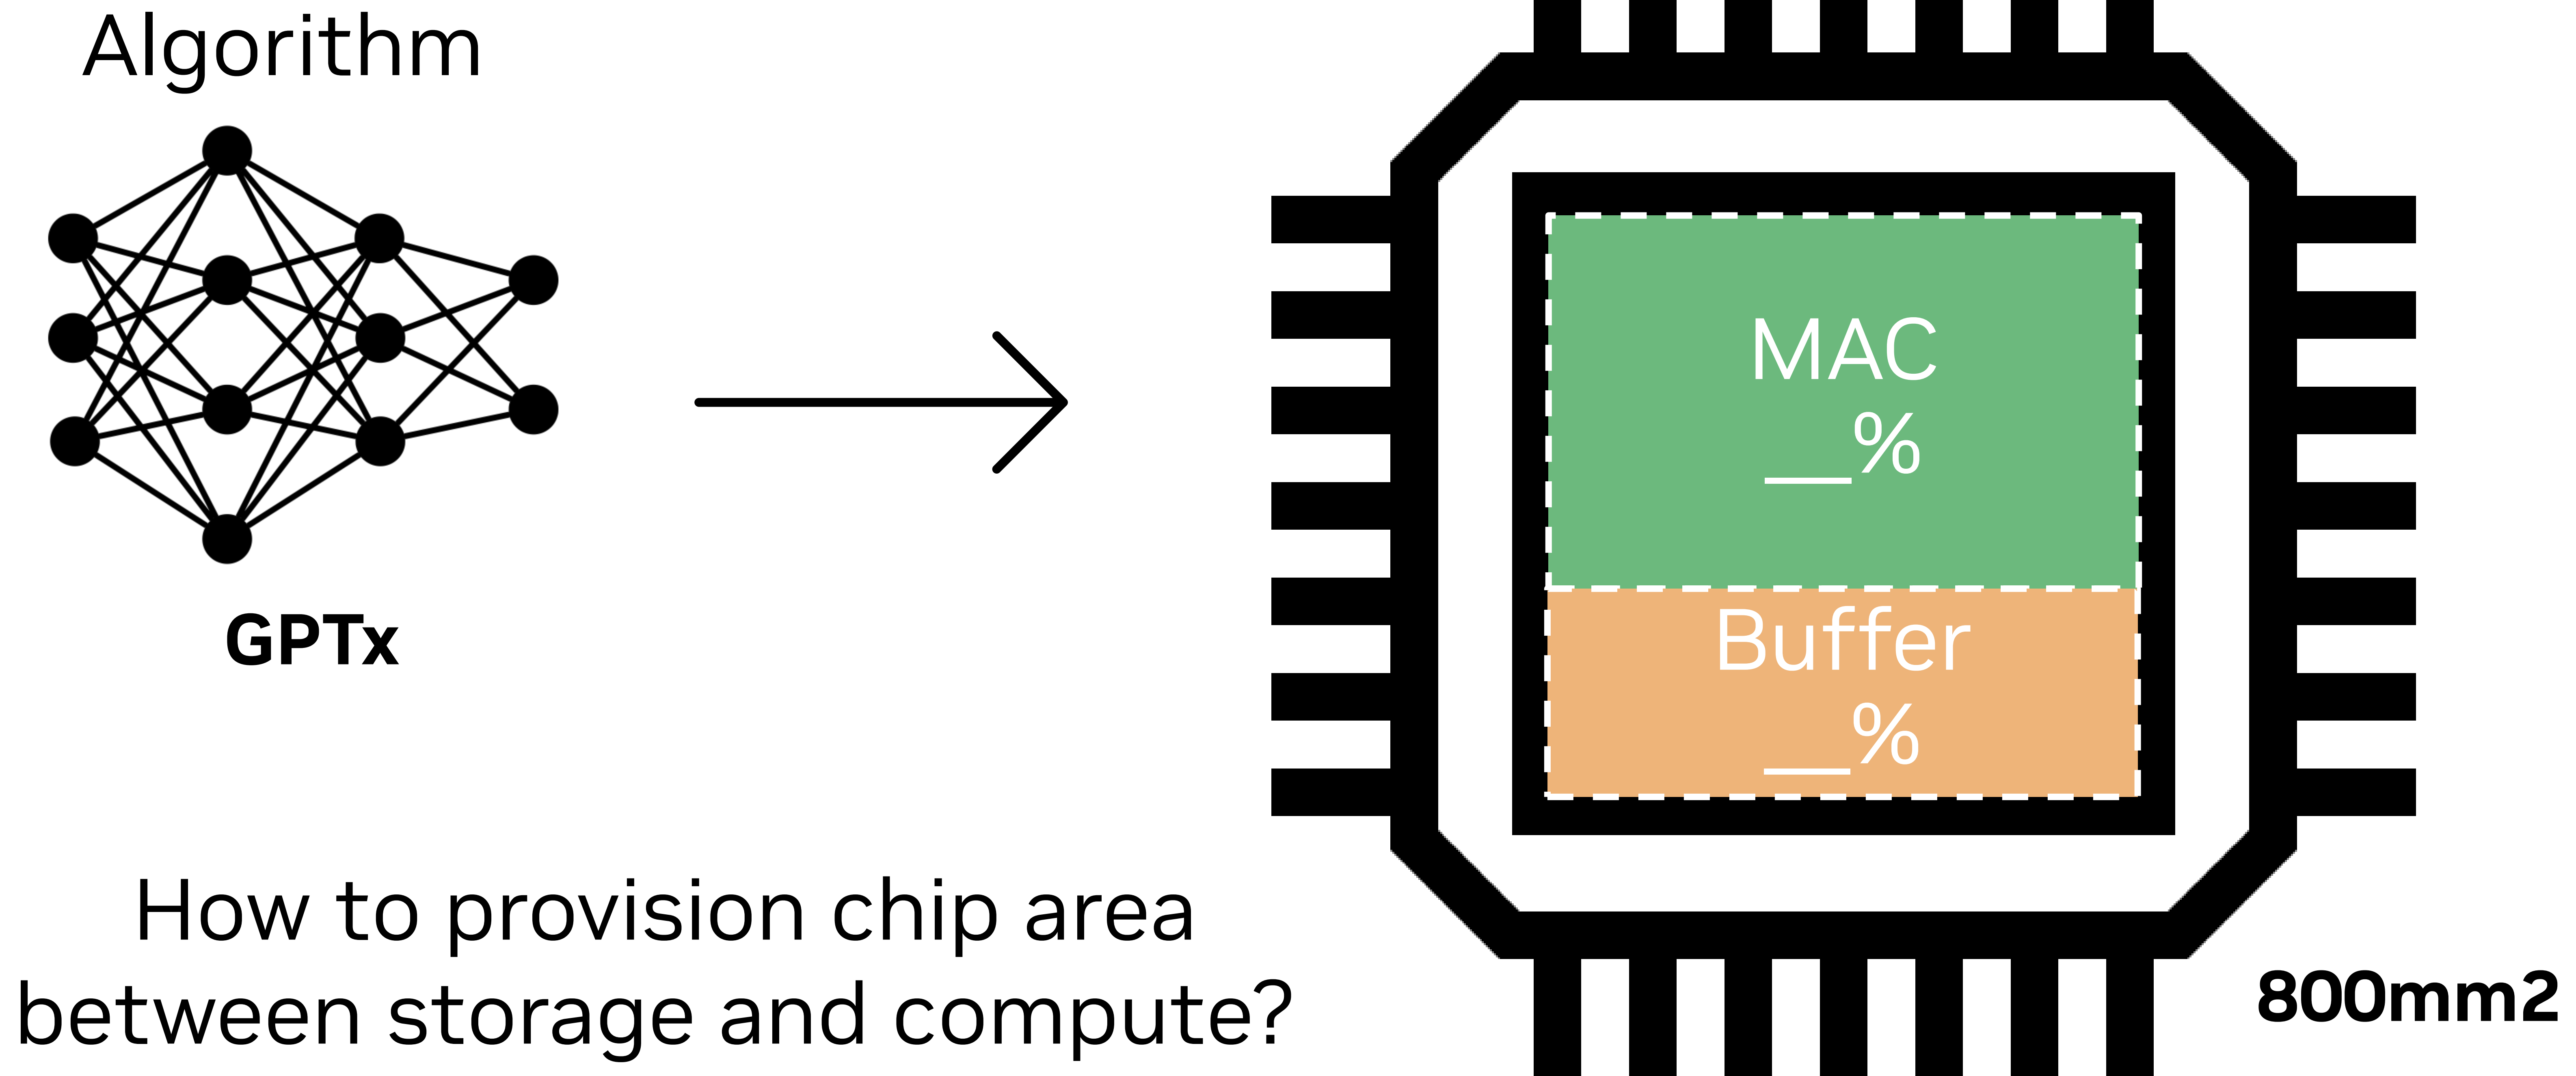 Algorithm
GPTx
How to provision chip area
between storage and compute?
MAC
__%
Buffer
__%
800mm2